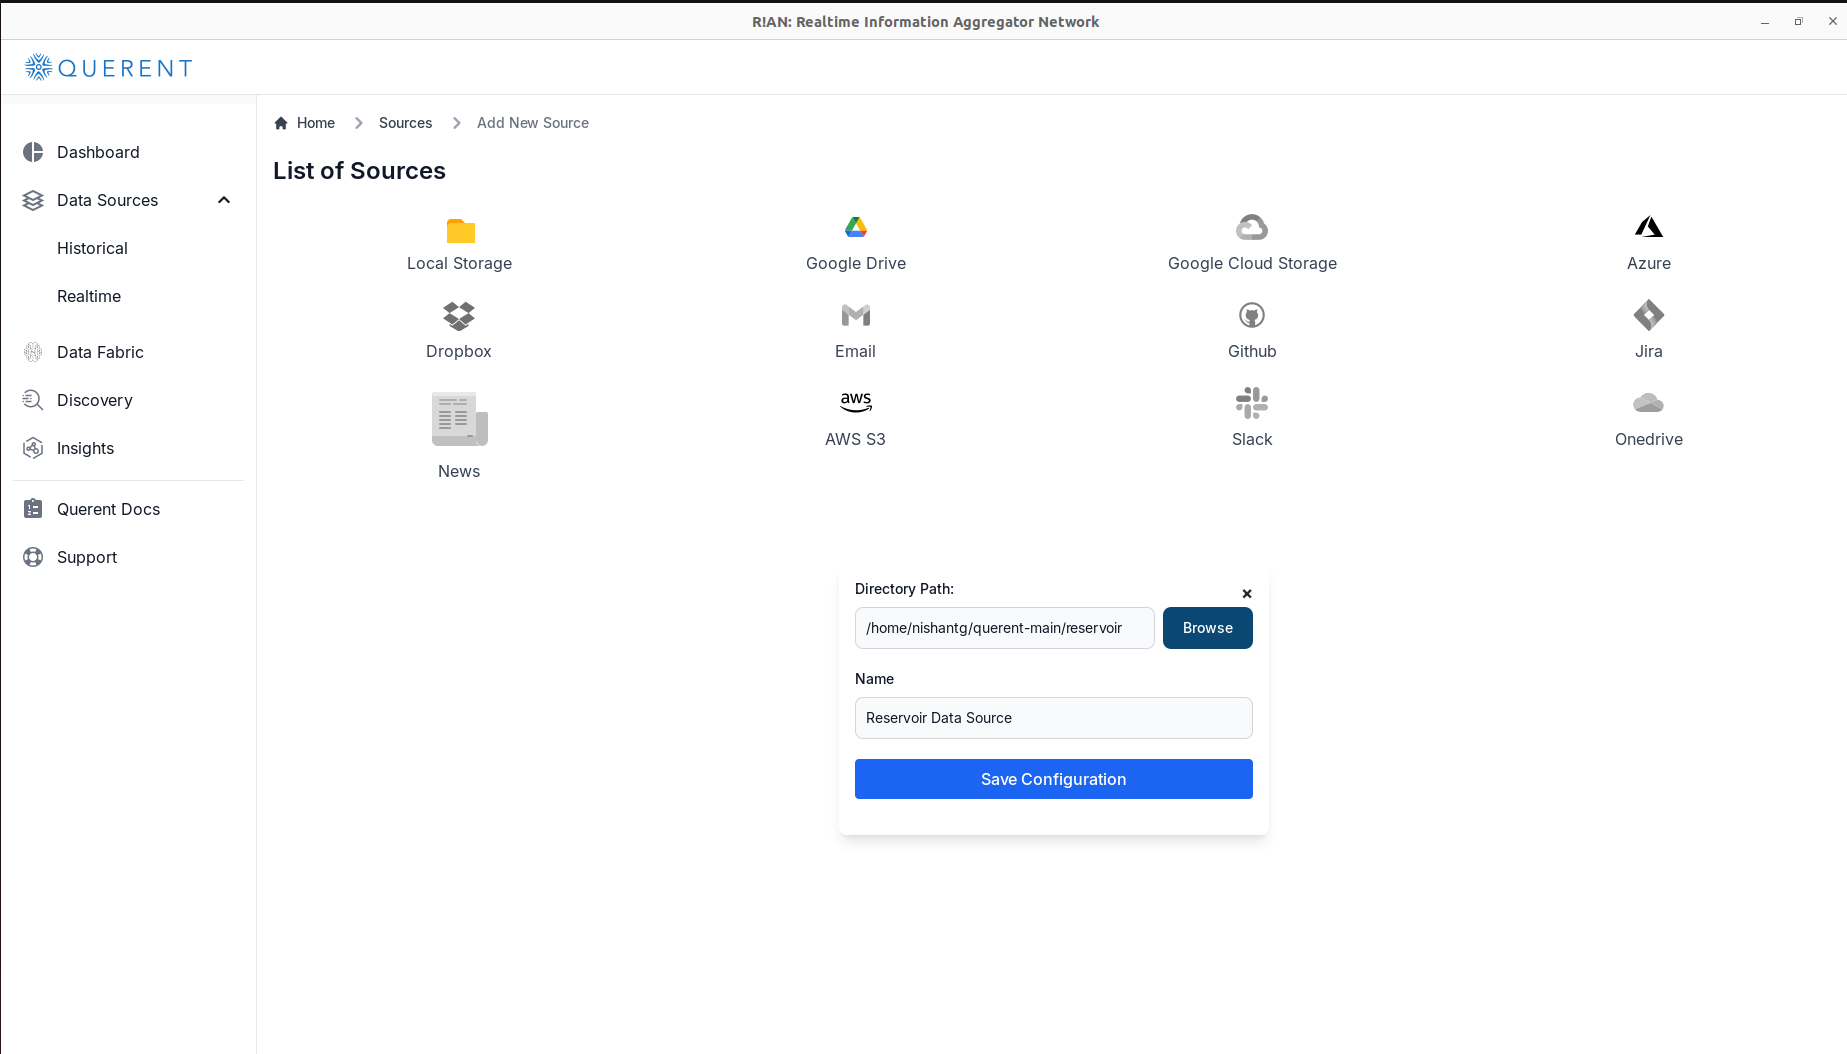 R!AN: Realtime Information Aggregator Network
QUERENT
Home
Sources
Add New Source
List of Sources
Dashboard
Data Sources
Historical
Realtime
Data Fabric
Discovery
Insights
Querent Docs
Support
Local Storage
Google Drive
Google Cloud Storage
Azure
Dropbox
Email
Github
Jira
News
aws
AWS S3
Slack
Onedrive
Directory Path:
/home/nishantg/querent-main/reservoir
Browse
Name
Reservoir Data Source
Save Configuration